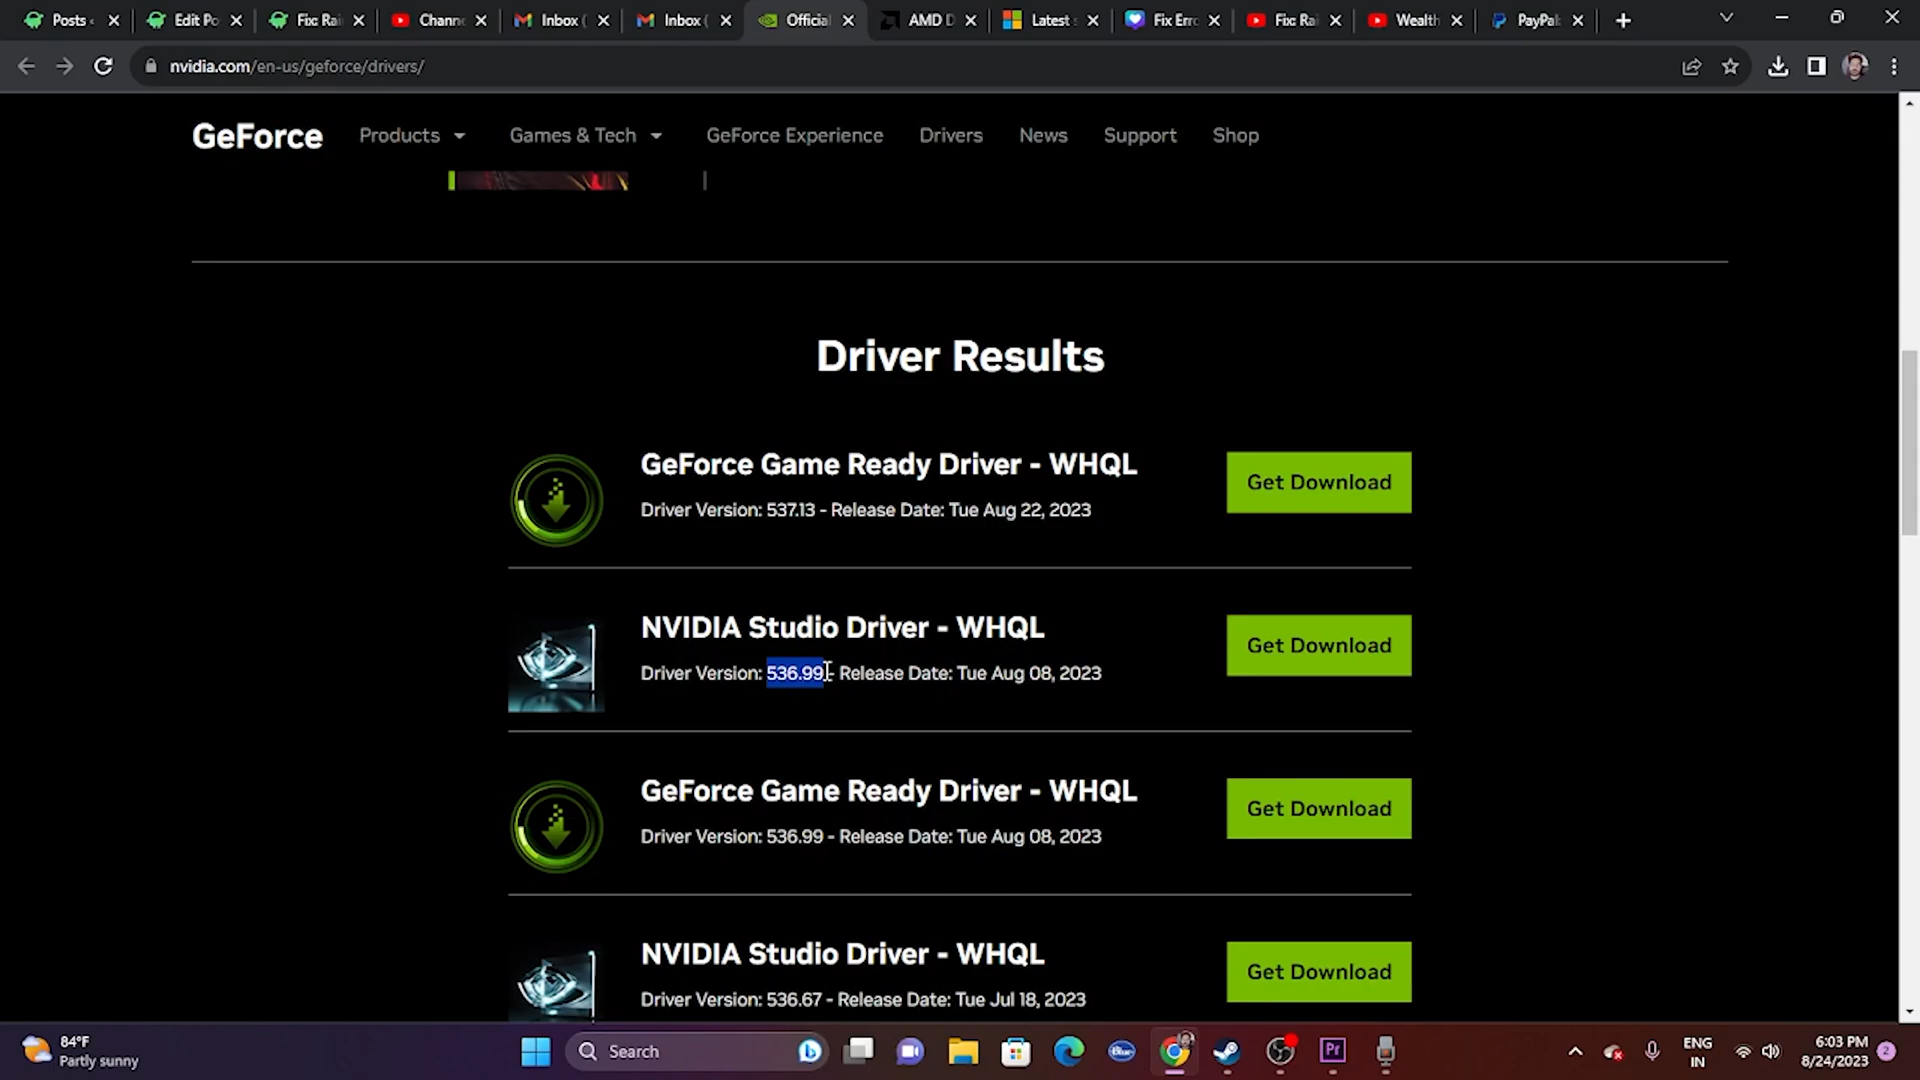 Posts
Edit Po
Fix Rai
Chann
Inbox (
Inbox (
Official
AMD D
Latest
Fix Erro
Fix Rai
Wealth
PayPal
nvidia.com/en-us/geforce/drivers/
GeForce Products Games & Tech GeForce Experience Drivers News Support Shop
Driver Results
GeForce Game Ready Driver - WHQL
Driver Version: 537.13 - Release Date: Tue Aug 22, 2023
Get Download
NVIDIA Studio Driver - WHQL
Driver Version: 536.99 - Release Date: Tue Aug 08, 2023
Get Download
GeForce Game Ready Driver - WHQL
Driver Version: 536.99 - Release Date: Tue Aug 08, 2023
Get Download
NVIDIA Studio Driver - WHQL
Driver Version: 536.67 - Release Date: Tue Jul 18, 2023
Get Download
84°F
Partly sunny
Search
Blue
Pr
ENG
IN
6:03 PM
8/24/2023
2